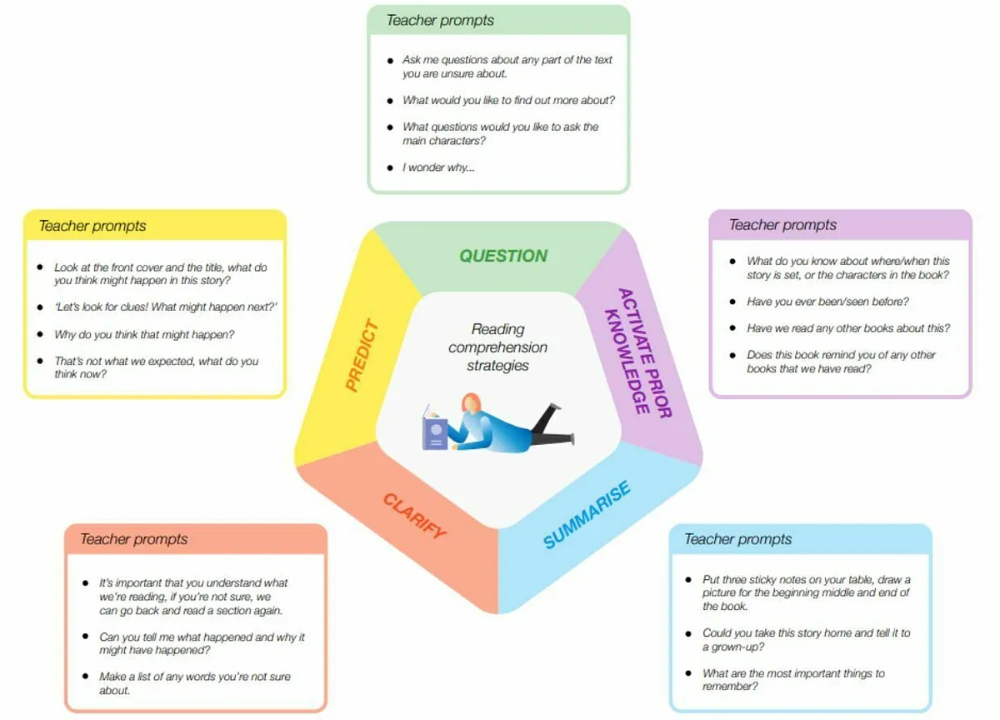 Teacher prompts
● Ask me questions about any part of the text
you are unsure about.
● What would you like to find out more about?
● What questions would you like to ask the
main characters?
● I wonder why...
Teacher prompts
● Look at the front cover and the title, what do
you think might happen in this story?
● ‘Let’s look for clues! What might happen next?’
● Why do you think that might happen?
● That’s not what we expected, what do you
think now?
QUESTION
PREDICT
ACTIVATE PRIOR
KNOWLEDGE
Reading
comprehension
strategies
CLARIFY
SUMMARISE
Teacher prompts
● What do you know about where/when this
story is set, or the characters in the book?
● Have you ever been/seen before?
● Have we read any other books about this?
● Does this book remind you of any other
books that we have read?
Teacher prompts
● It’s important that you understand what
we’re reading, if you’re not sure, we
can go back and read a section again.
● Can you tell me what happened and why it
might have happened?
● Make a list of any words you’re not sure
about.
Teacher prompts
● Put three sticky notes on your table, draw a
picture for the beginning middle and end of
the book.
● Could you take this story home and tell it to
a grown-up?
● What are the most important things to
remember?